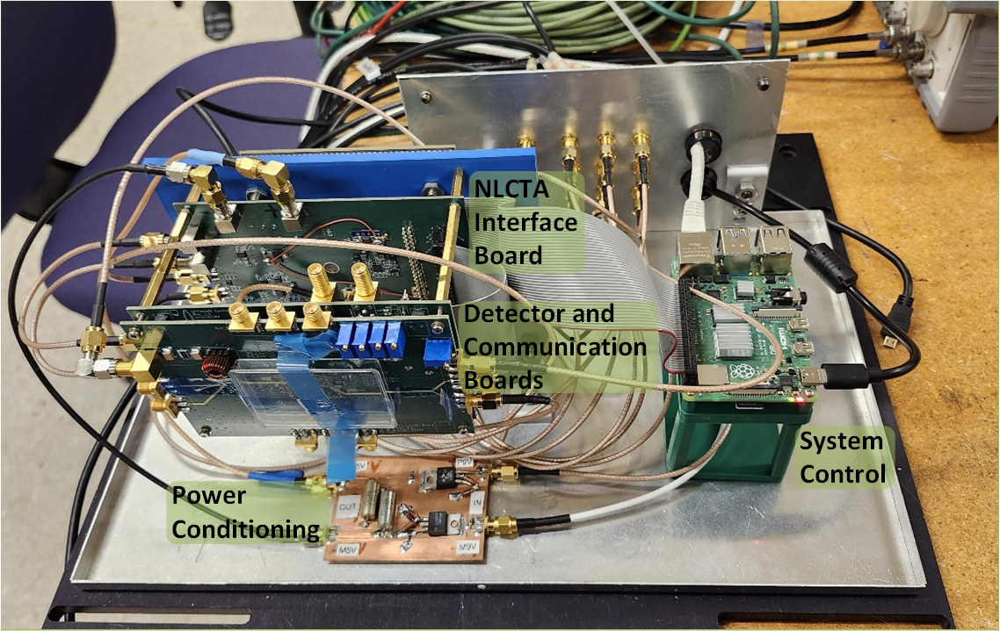 NLCTA
Interface
Board
Detector and
Communication
Boards
System
Control
Power
Conditioning
P9V
OUT
IN
M5V
M9V